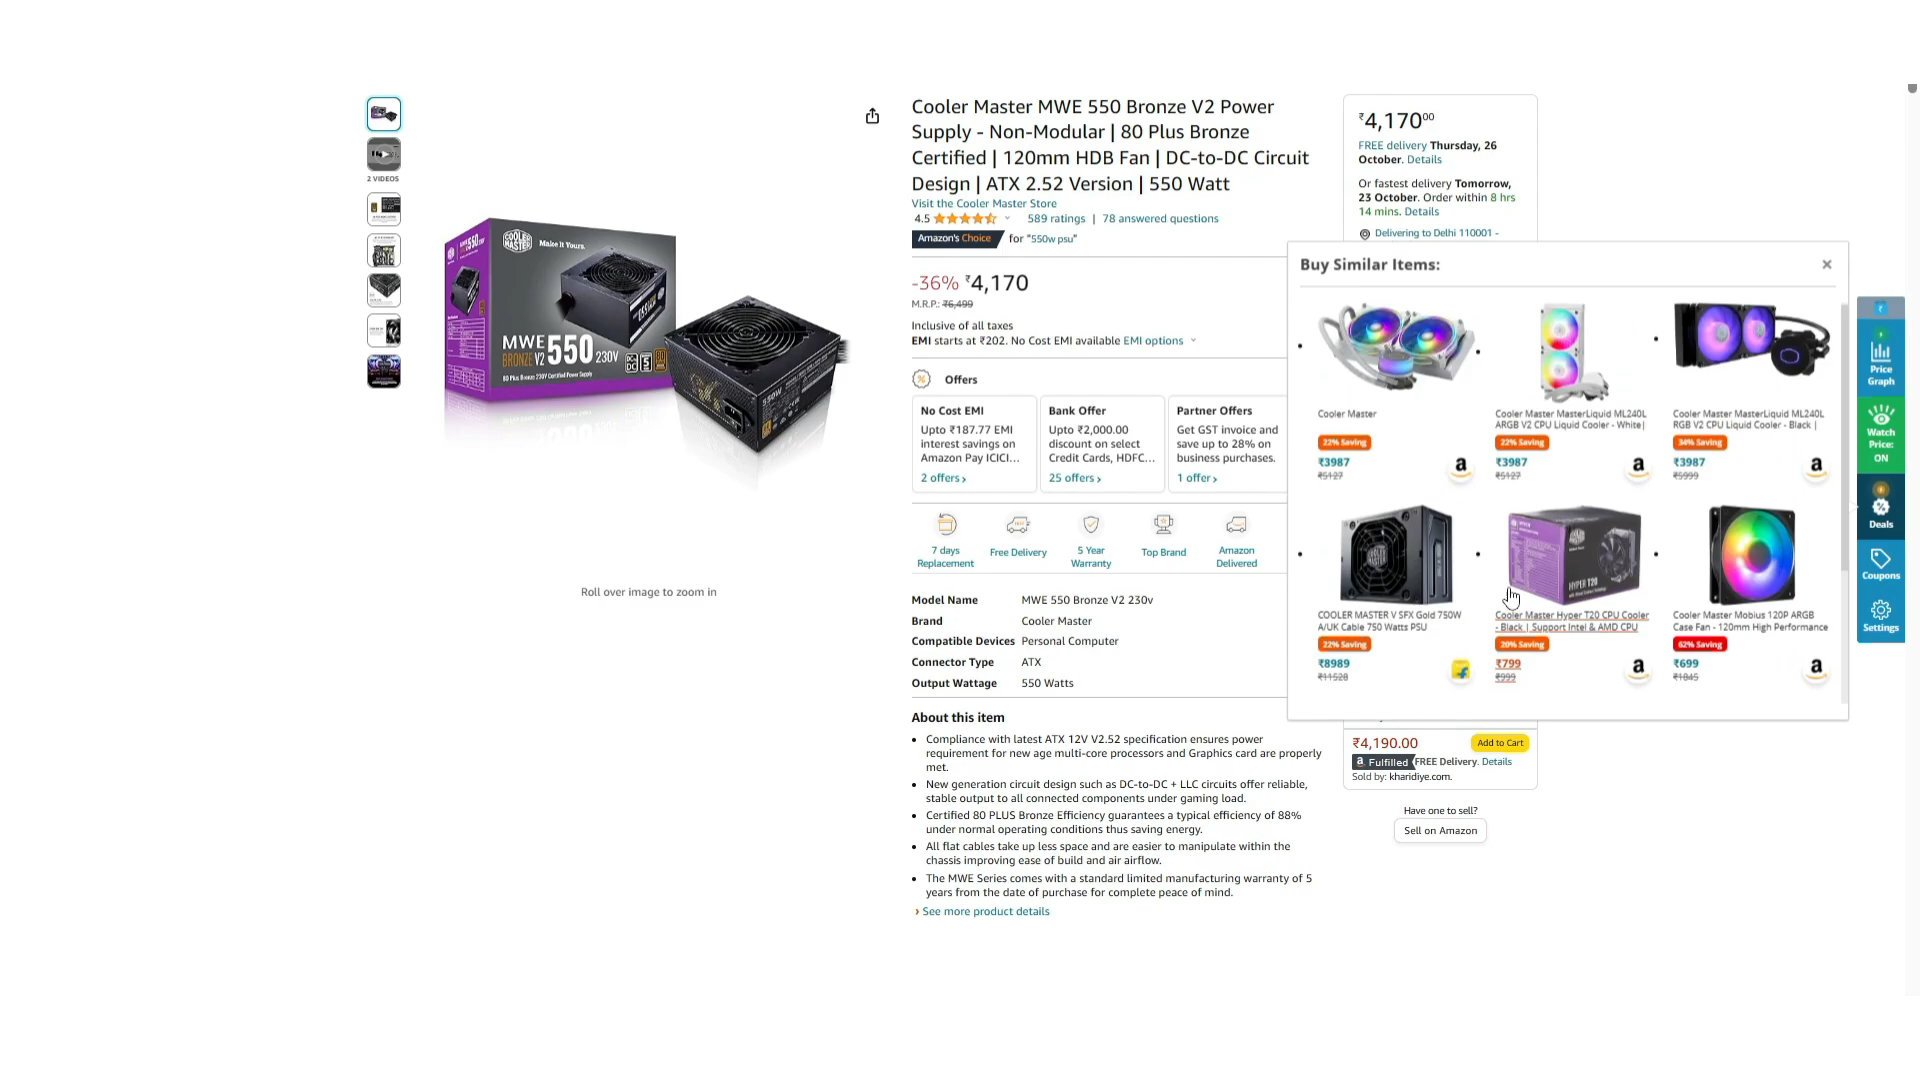 2 VIDEOS
COOLER MASTER
Make it Yours.
MWE
BRONZE V2 550 230V
80 Plus Bronze 230V Certified Power Supply
Roll over image to zoom in
Cooler Master MWE 550 Bronze V2 Power
Supply - Non-Modular | 80 Plus Bronze
Certified | 120mm HDB Fan | DC-to-DC Circuit
Design | ATX 2.52 Version | 550 Watt
Visit the Cooler Master Store
4.5 589 ratings | 78 answered questions
Amazon's Choice for "550w psu"
-36% ₹4,170
M.R.P.: ₹6,499
Inclusive of all taxes
EMI starts at ₹202. No Cost EMI available EMI options
Offers
No Cost EMI
Upto ₹187.77 EMI
interest savings on
Amazon Pay ICICI...
2 offers ›
Bank Offer
Upto ₹2,000.00
discount on select
Credit Cards, HDFC...
25 offers ›
Partner Offers
Get GST invoice and
save up to 28% on
business purchases.
1 offer ›
7 days
Replacement
Free Delivery
5 Year
Warranty
Top Brand
Amazon
Delivered
Model Name MWE 550 Bronze V2 230v
Brand Cooler Master
Compatible Devices Personal Computer
Connector Type ATX
Output Wattage 550 Watts
About this item
• Compliance with latest ATX 12V V2.52 specification ensures power
requirement for new age multi-core processors and Graphics card are properly
met.
• New generation circuit design such as DC-to-DC + LLC circuits offer reliable,
stable output to all connected components under gaming load.
• Certified 80 PLUS Bronze Efficiency guarantees a typical efficiency of 88%
under normal operating conditions thus saving energy.
• All flat cables take up less space and are easier to manipulate within the
chassis improving ease of build and air airflow.
• The MWE Series comes with a standard limited manufacturing warranty of 5
years from the date of purchase for complete peace of mind.
› See more product details
₹4,170⁰⁰
FREE delivery Thursday, 26
October. Details
Or fastest delivery Tomorrow,
23 October. Order within 8 hrs
14 mins. Details
Delivering to Delhi 110001 -
Buy Similar Items:
×
Cooler Master
22% Saving
₹3987
₹5127
Cooler Master MasterLiquid ML240L
ARGB V2 CPU Liquid Cooler - White|
22% Saving
₹3987
₹5127
Cooler Master MasterLiquid ML240L
RGB V2 CPU Liquid Cooler - Black |
34% Saving
₹3987
₹5999
COOLER MASTER V SFX Gold 750W
A/UK Cable 750 Watts PSU
22% Saving
₹8989
₹11528
HYPER T20
Cooler Master Hyper T20 CPU Cooler
- Black | Support Intel & AMD CPU
20% Saving
₹799
₹999
Cooler Master Mobius 120P ARGB
Case Fan - 120mm High Performance
62% Saving
₹699
₹1845
₹4,190.00
Add to Cart
Fulfilled FREE Delivery. Details
Sold by: kharidiye.com.
Have one to sell?
Sell on Amazon
Price
Graph
Watch
Price:
ON
Deals
Coupons
Settings